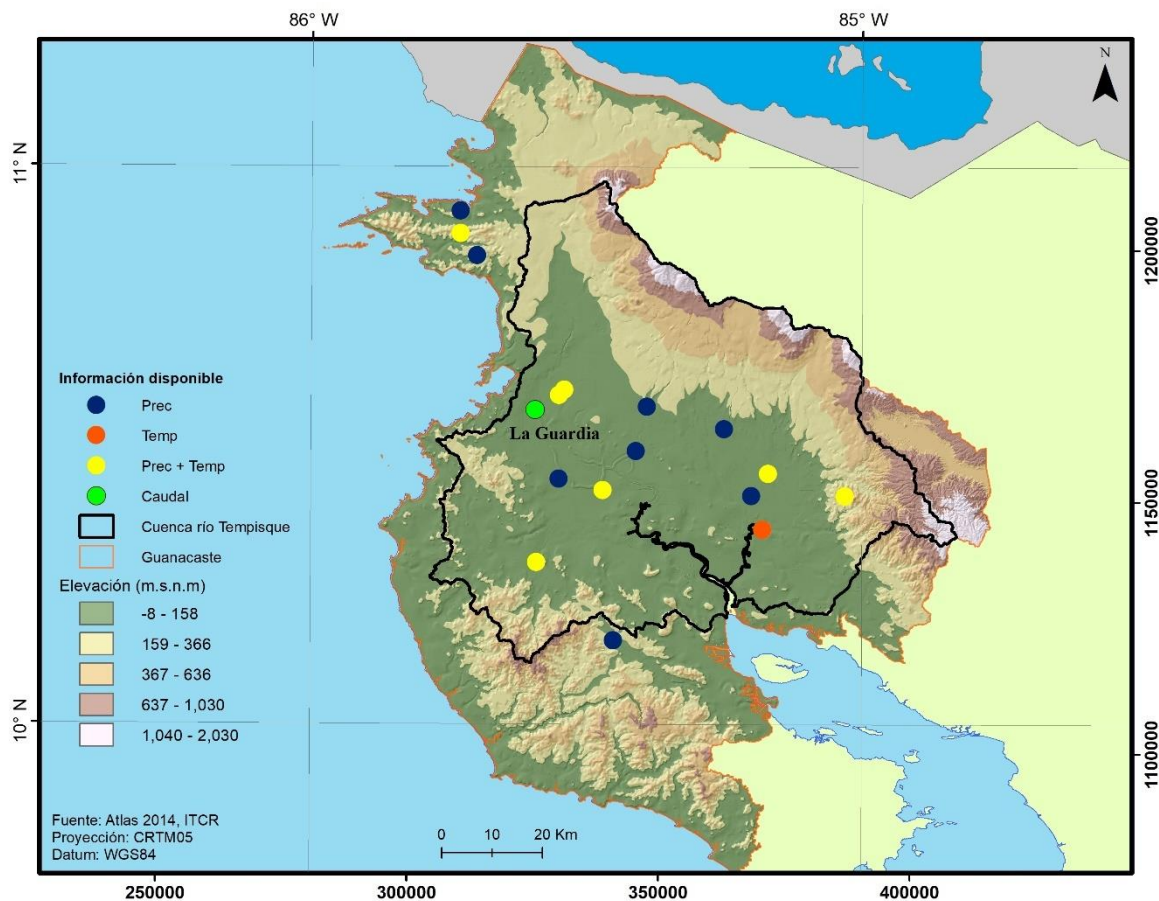 86° W
85° W
N
11° N
1200000
Información disponible
Prec
Temp
Prec + Temp
Caudal
Cuenca río Tempisque
Guanacaste
Elevación (m.s.n.m)
-8 - 158
159 - 366
367 - 636
637 - 1,030
1,040 - 2,030
La Guardia
1150000
10° N
1100000
Fuente: Atlas 2014, ITCR
Proyección: CRTM05
Datum: WGS84
0 10 20 Km
250000 300000 350000 400000